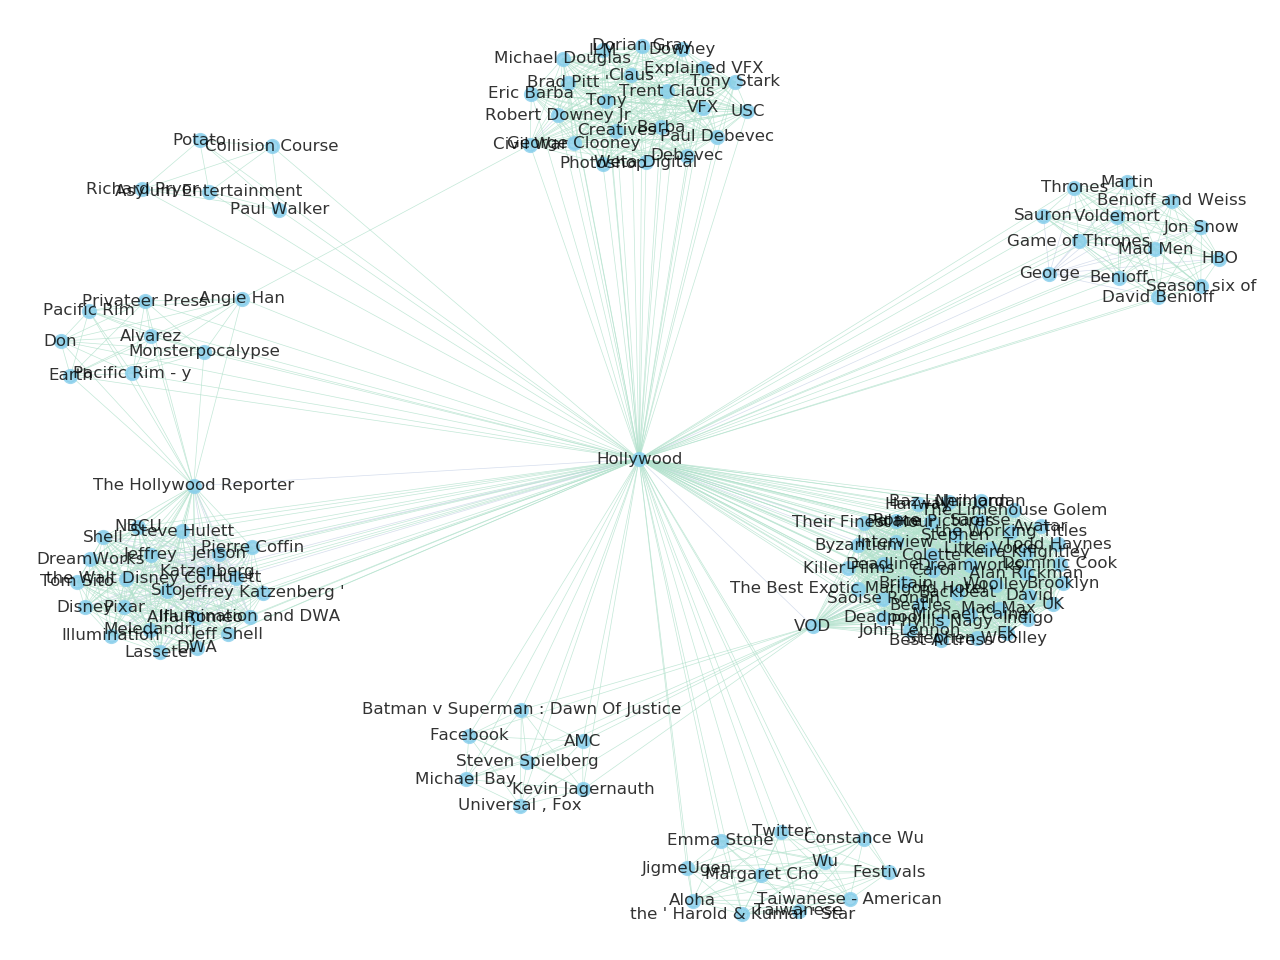 Dorian Gray
ILM
Downey
Michael Douglas
Explained VFX
Claus
Brad Pitt '
Tony Stark
Eric Barba
Trent Claus
Tony
VFX
USC
Robert Downey Jr
Creatives
Barba
Paul Debevec
Civil War
George Clooney
Debevec
Photoshop
Weta Digital
Potato
Collision Course
Richard Pryer
Asylum Entertainment
Paul Walker
Martin
Thrones
Benioff and Weiss
Sauron
Voldemort
Jon Snow
Game of Thrones
Mad Men
HBO
George
Benioff
Season six of
David Benioff
Privateer Press
Angie Han
Pacific Rim
Don
Alvarez
Monsterpocalypse
Earth
Pacific Rim - y
Hollywood
The Hollywood Reporter
NBCU
Steve Hulett
Shell
Jeffrey
Jenson
Pierre Coffin
DreamWorks
Katzenberg
Tom Sito
the Walt Disney Co
Hulett
Sito
Jeffrey Katzenberg '
Disney
Pixar
Alfa Romeo
Illumination and DWA
Meledandri
Illumination
Jeff Shell
Lasseter
DWA
Baz Luhrmann
Neil Jordan
The Limehouse Golem
Their Finest Hour
Saoirse
Avatar
Stephen
the Working Titles
Byzantium
Interview
Little Voice
Todd Haynes
Colette
Keira Knightley
Killer Films
Deadline
Dreamworks
Dominic Cook
Carol
Alan Rickman
The Best Exotic Marigold Hotel
Britain
Woolley
Brooklyn
Backbeat
David
Saoise Ronan
Beatles
Mad Max
UK
Deadpool
Michael Caine
Indigo
VOD
John Lennon
Phyllis Nagy
EK
Best Actress
Stephen Woolley
Batman v Superman : Dawn Of Justice
Facebook
AMC
Steven Spielberg
Michael Bay
Kevin Jagernauth
Universal , Fox
Twitter
Emma Stone
Constance Wu
Wu
JigmeUgen
Margaret Cho
Festivals
Aloha
Taiwanese - American
the ' Harold & Kumar ' Star
Taiwanese